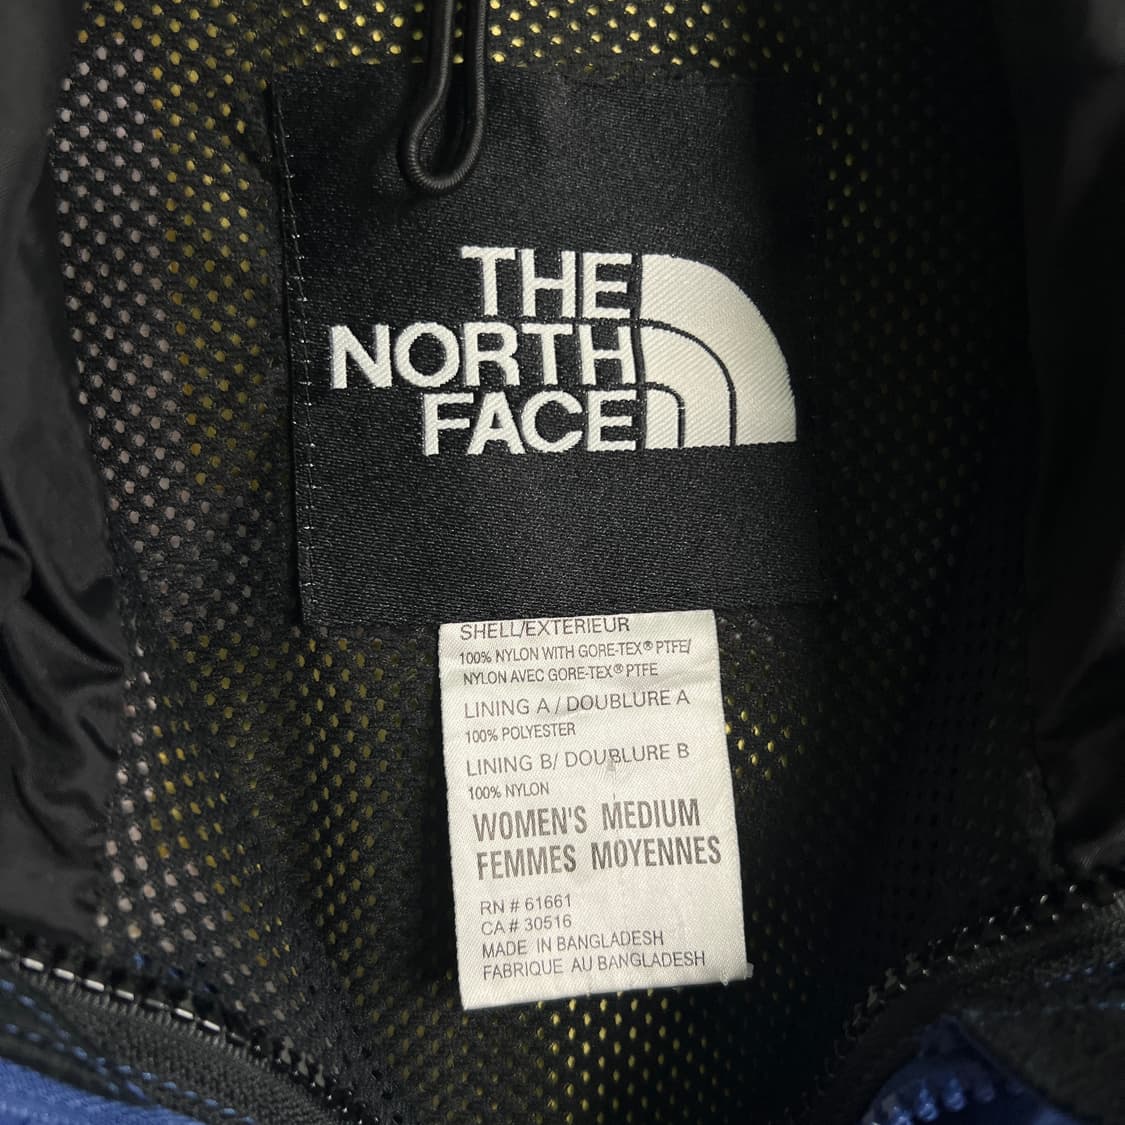 THE
NORTH
FACE
SHELL/EXTERIEUR
100% NYLON WITH GORE-TEX® PTFE/
NYLON AVEC GORE-TEX® PTFE
LINING A / DOUBLURE A
100% POLYESTER
LINING B/ DOUBLURE B
100% NYLON
WOMEN'S MEDIUM
FEMMES MOYENNES
RN # 61661
CA # 30516
MADE IN BANGLADESH
FABRIQUE AU BANGLADESH